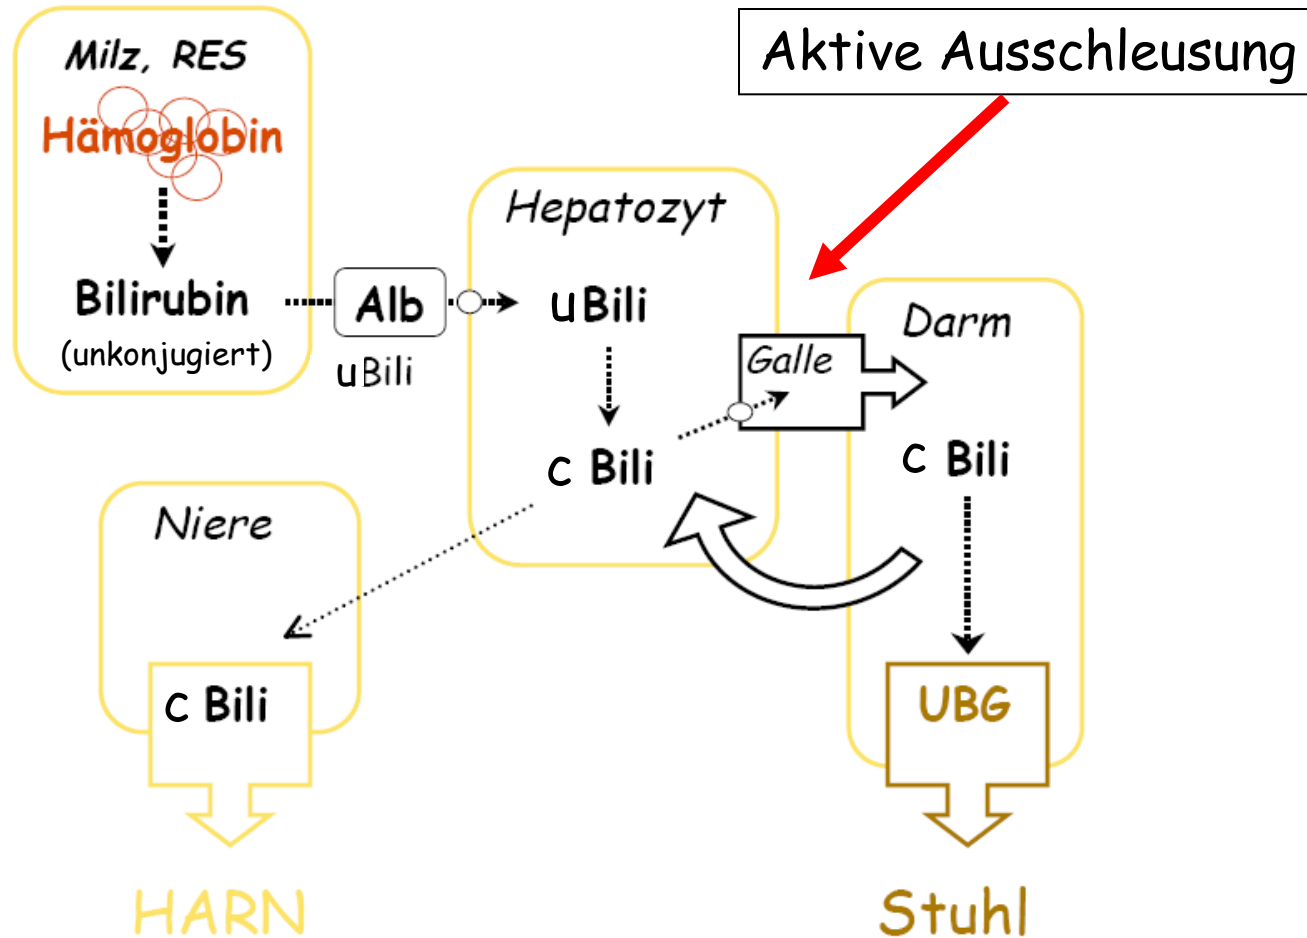 Aktive Ausschleusung
Milz, RES
Hämoglobin
Bilirubin
(unkonjugiert)
Alb
uBili
Hepatozyt
uBili
c Bili
Galle
Darm
c Bili
UBG
Stuhl
Niere
c Bili
HARN